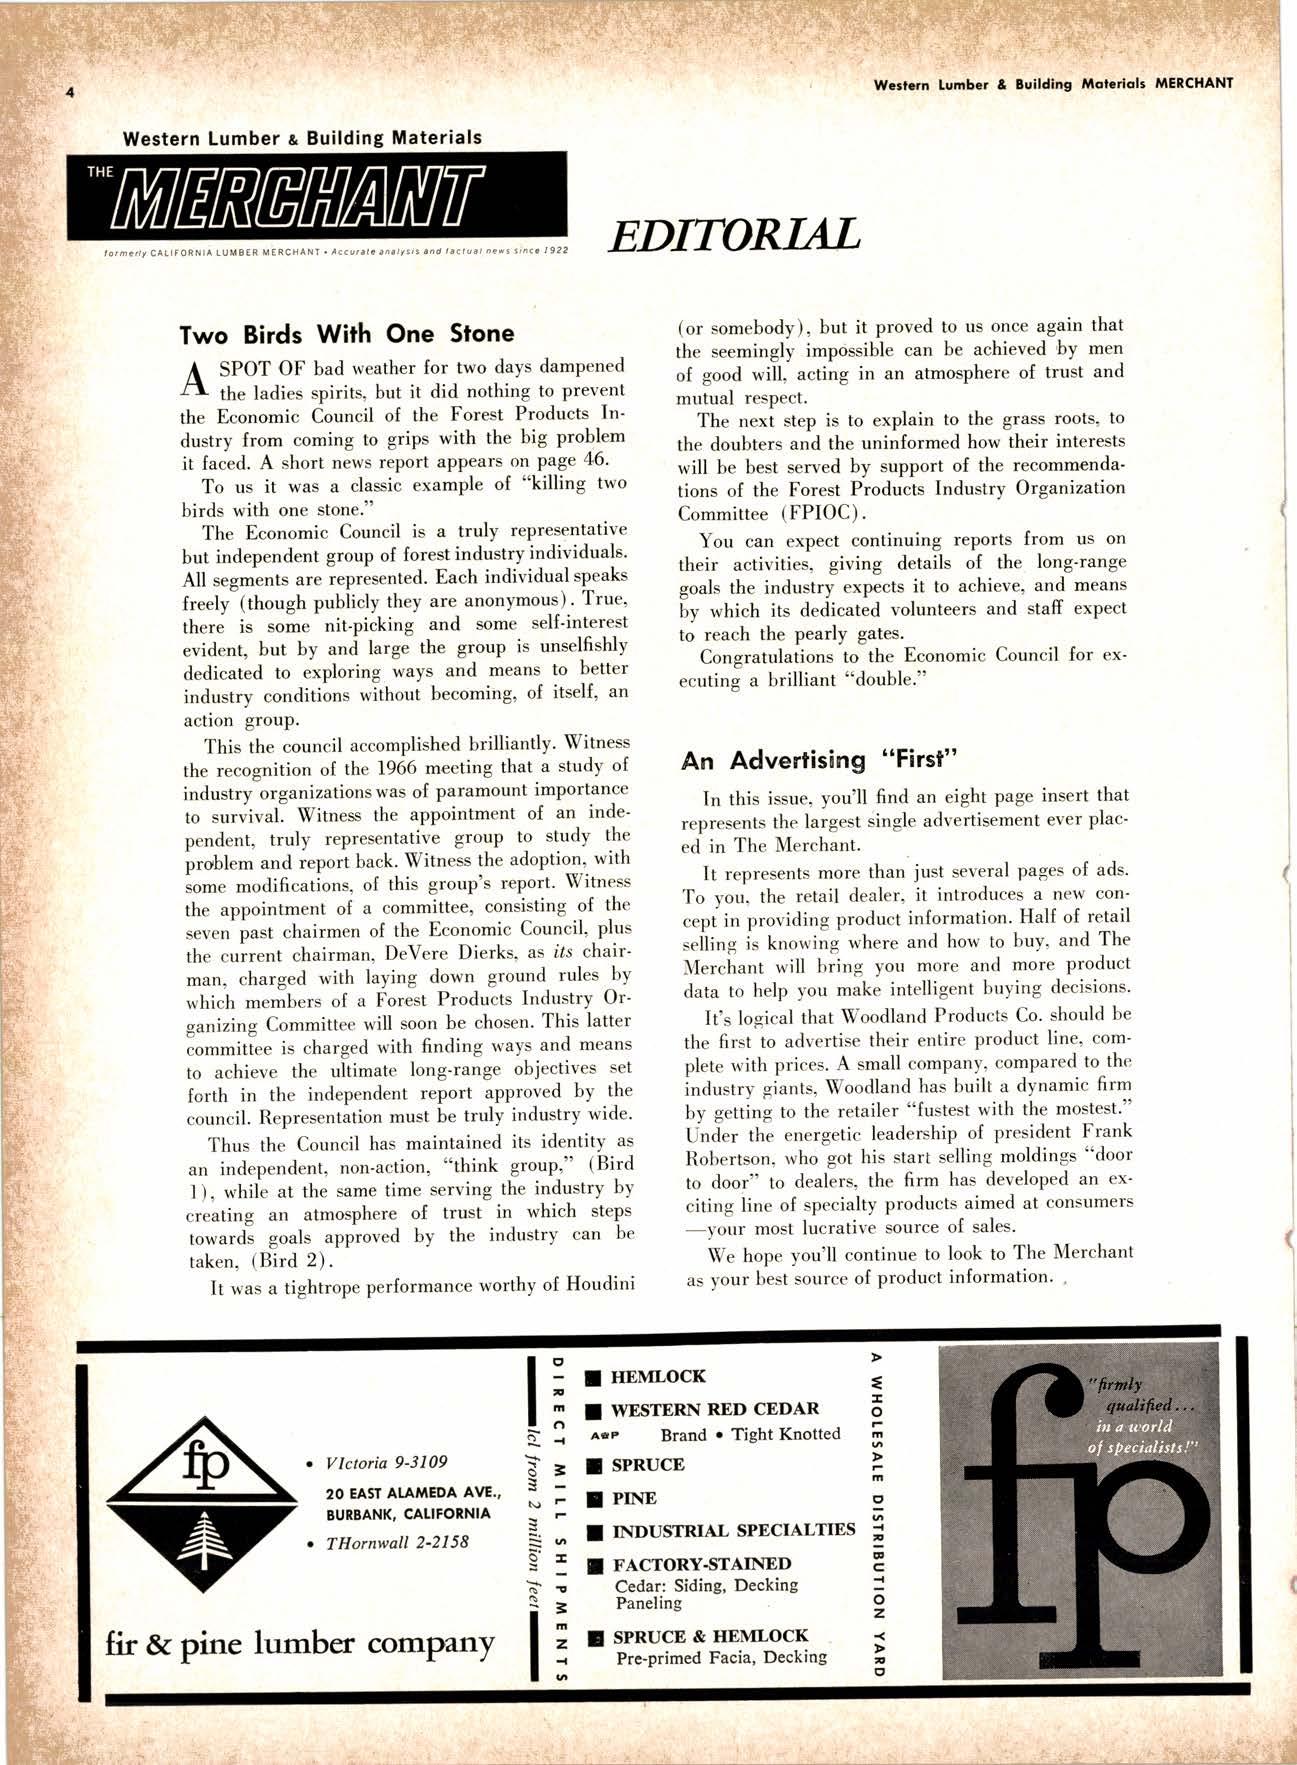 4
Western Lumber & Building Materials MERCHANT
Western Lumber & Building Materials
THE MERCHANT
formerly CALIFORNIA LUMBER MERCHANT • Accurate analysis and factual news since 1922
EDITORIAL
Two Birds With One Stone
A SPOT OF bad weather for two days dampened
the ladies spirits, but it did nothing to prevent
the Economic Council of the Forest Products In-
dustry from coming to grips with the big problem
it faced. A short news report appears on page 46.
To us it was a classic example of “killing two
birds with one stone.”
The Economic Council is a truly representative
but independent group of forest industry individuals.
All segments are represented. Each individual speaks
freely (though publicly they are anonymous). True,
there is some nit-picking and some self-interest
evident, but by and large the group is unselfishly
dedicated to exploring ways and means to better
industry conditions without becoming, of itself, an
action group.
This the council accomplished brilliantly. Witness
the recognition of the 1966 meeting that a study of
industry organizations was of paramount importance
to survival. Witness the appointment of an inde-
pendent, truly representative group to study the
problem and report back. Witness the adoption, with
some modifications, of this group's report. Witness
the appointment of a committee, consisting of the
seven past chairmen of the Economic Council, plus
the current chairman, DeVere Dierks, as its chair-
man, charged with laying down ground rules by
which members of a Forest Products Industry Or-
ganizing Committee will soon be chosen. This latter
committee is charged with finding ways and means
to achieve the ultimate long-range objectives set
forth in the independent report approved by the
council. Representation must be truly industry wide.
Thus the Council has maintained its identity as
an independent, non-action, “think group,” (Bird
1), while at the same time serving the industry by
creating an atmosphere of trust in which steps
towards goals approved by the industry can be
taken, (Bird 2).
It was a tightrope performance worthy of Houdini
(or somebody), but it proved to us once again that
the seemingly impossible can be achieved by men
of good will, acting in an atmosphere of trust and
mutual respect.
The next step is to explain to the grass roots, to
the doubters and the uninformed how their interests
will be best served by support of the recommenda-
tions of the Forest Products Industry Organization
Committee (FPIOC).
You can expect continuing reports from us on
their activities, giving details of the long-range
goals the industry expects it to achieve, and means
by which its dedicated volunteers and staff expect
to reach the pearly gates.
Congratulations to the Economic Council for ex-
ecuting a brilliant “double.”
An Advertising “First”
In this issue, you'll find an eight page insert that
represents the largest single advertisement ever plac-
ed in The Merchant.
It represents more than just several pages of ads.
To you, the retail dealer, it introduces a new con-
cept in providing product information. Half of retail
selling is knowing where and how to buy, and The
Merchant will bring you more and more product
data to help you make intelligent buying decisions.
It's logical that Woodland Products Co. should be
the first to advertise their entire product line, com-
plete with prices. A small company, compared to the
industry giants, Woodland has built a dynamic firm
by getting to the retailer “fustest with the mostest.”
Under the energetic leadership of president Frank
Robertson, who got his start selling moldings “door
to door” to dealers, the firm has developed an ex-
citing line of specialty products aimed at consumers
—your most lucrative source of sales.
We hope you'll continue to look to The Merchant
as your best source of product information.
fp
• VIctoria 9-3109
20 EAST ALAMEDA AVE.,
BURBANK, CALIFORNIA
• THornwall 2-2158
fir & pine lumber company
lcl from 2 million feet
DIRECT MILL SHIPMENTS
■ HEMLOCK
■ WESTERN RED CEDAR
A&P Brand • Tight Knotted
■ SPRUCE
■ PINE
■ INDUSTRIAL SPECIALTIES
■ FACTORY-STAINED
Cedar: Siding, Decking
Paneling
■ SPRUCE & HEMLOCK
Pre-primed Facia, Decking
A WHOLESALE DISTRIBUTION YARD
fp
"firmly
qualified...
in a world
of specialists!"